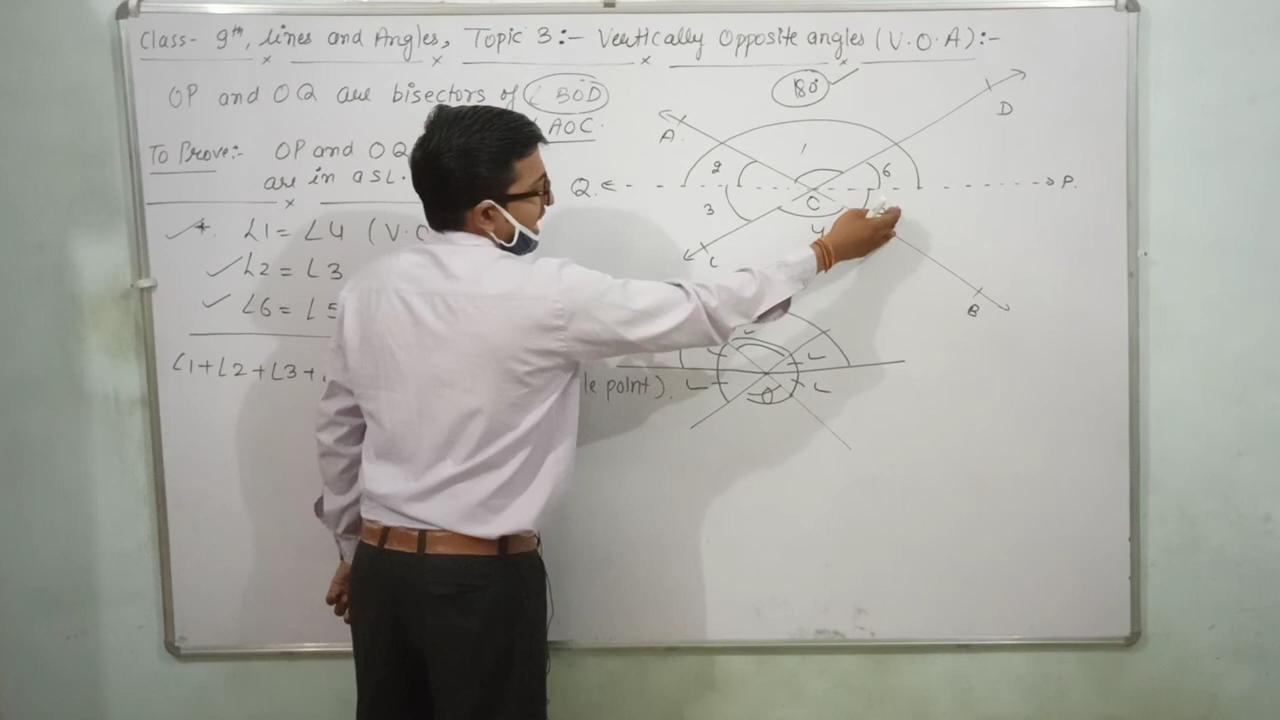 Class- 9th, Lines and Angles, Topic 3:- Vertically Opposite angles (V.O.A):-
OP and OQ are bisectors of ∠BOD
∠AOC.
180°
To Prove:- OP and OQ
are in a SL.
∠1 = ∠4 (V.O
∠2 = ∠3
∠6 = ∠5
∠1+∠2+∠3+
le point).
A
D
1
2
6
Q
P
3
O
4
C
B
O